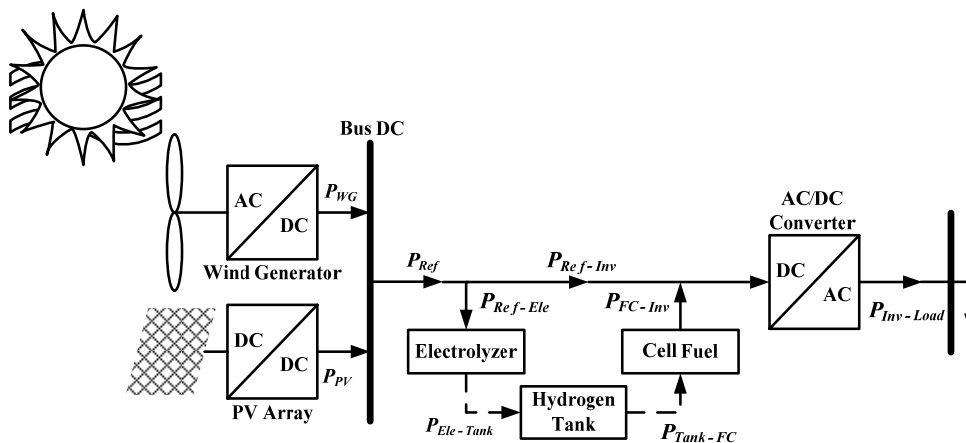 Bus DC
AC
DC
P_WG
Wind Generator
DC
DC
P_PV
PV Array
P_Ref
P_Ref-Ele
P_Ref-Inv
P_FC-Inv
Electrolyzer
Cell Fuel
P_Ele-Tank
Hydrogen
Tank
P_Tank-FC
AC/DC
Converter
DC
AC
P_Inv-Load